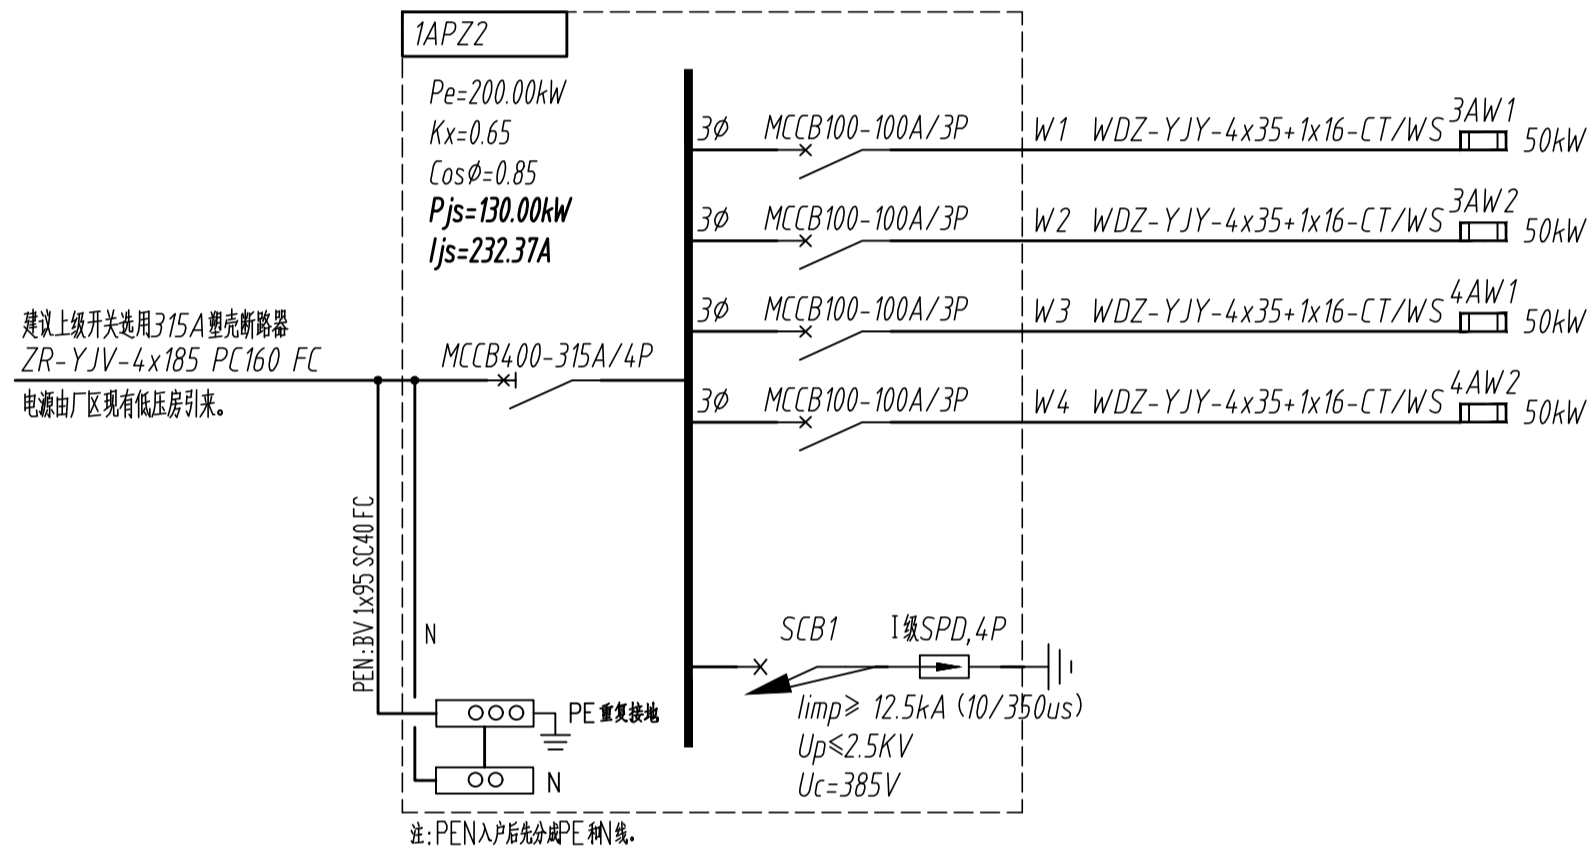 1APZ2
Pe=200.00kW
Kx=0.65
CosØ=0.85
Pjs=130.00kW
Ijs=232.37A
建议上级开关选用315A塑壳断路器
ZR-YJV-4x185 PC160 FC
电源由厂区现有低压房引来。
MCCB400-315A/4P
3Ø MCCB100-100A/3P W1 WDZ-YJY-4x35+1x16-CT/WS 3AW1 50kW
3Ø MCCB100-100A/3P W2 WDZ-YJY-4x35+1x16-CT/WS 3AW2 50kW
3Ø MCCB100-100A/3P W3 WDZ-YJY-4x35+1x16-CT/WS 4AW1 50kW
3Ø MCCB100-100A/3P W4 WDZ-YJY-4x35+1x16-CT/WS 4AW2 50kW
PEN:BV 1x95 SC40 FC
N
PE重复接地
N
SCB1 I级SPD,4P
Iimp≥ 12.5kA (10/350us)
Up≤2.5KV
Uc=385V
注:PEN入户后先分成PE和N线。